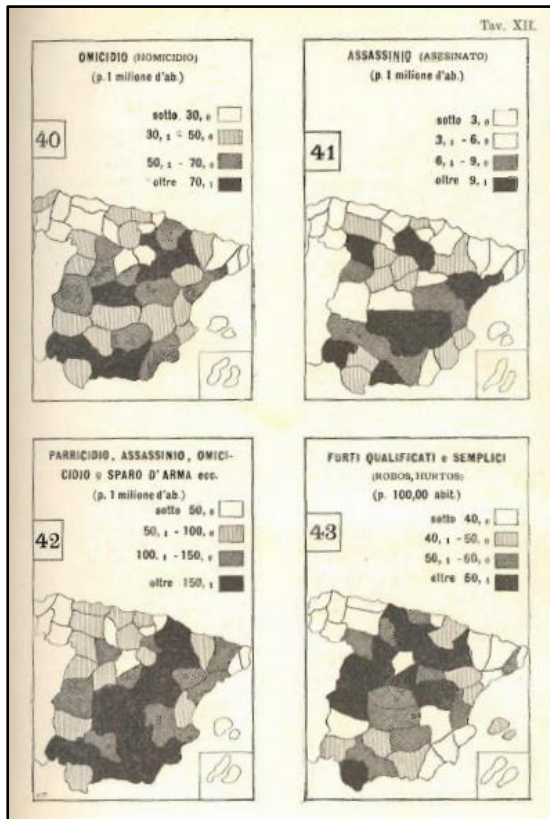 Tav. XII.
OMICIDIO (HOMICIDIO)
(p. 1 milione d'ab.)
sotto 30,0
30,1 - 50,0
50,1 - 70,0
oltre 70,1
40
ASSASSINIO (ASESINATO)
(p. 1 milione d'ab.)
sotto 3,0
3,1 - 6,0
6,1 - 9,0
oltre 9,1
41
PARRICIDIO, ASSASSINIO, OMICI-
CIDIO o SPARO D'ARMA ecc.
(p. 1 milione d'ab.)
sotto 50,0
50,1 - 100,0
100,1 - 150,0
oltre 150,1
42
FURTI QUALIFICATI e SEMPLICI
(ROBOS, HURTOS)
(p. 100,00 abit.)
sotto 40,0
40,1 - 50,0
50,1 - 60,0
oltre 60,1
43